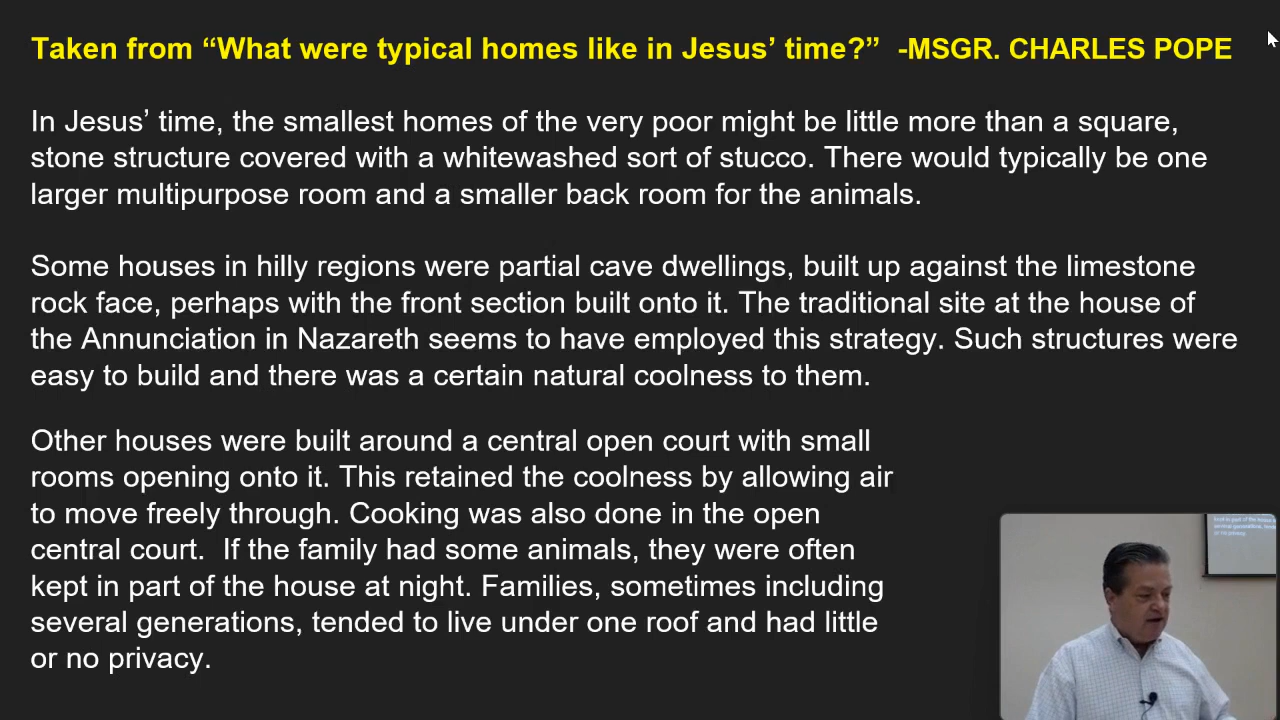 Taken from “What were typical homes like in Jesus’ time?” -MSGR. CHARLES POPE
In Jesus’ time, the smallest homes of the very poor might be little more than a square,
stone structure covered with a whitewashed sort of stucco. There would typically be one
larger multipurpose room and a smaller back room for the animals.
Some houses in hilly regions were partial cave dwellings, built up against the limestone
rock face, perhaps with the front section built onto it. The traditional site at the house of
the Annunciation in Nazareth seems to have employed this strategy. Such structures were
easy to build and there was a certain natural coolness to them.
Other houses were built around a central open court with small
rooms opening onto it. This retained the coolness by allowing air
to move freely through. Cooking was also done in the open
central court.  If the family had some animals, they were often
kept in part of the house at night. Families, sometimes including
several generations, tended to live under one roof and had little
or no privacy.